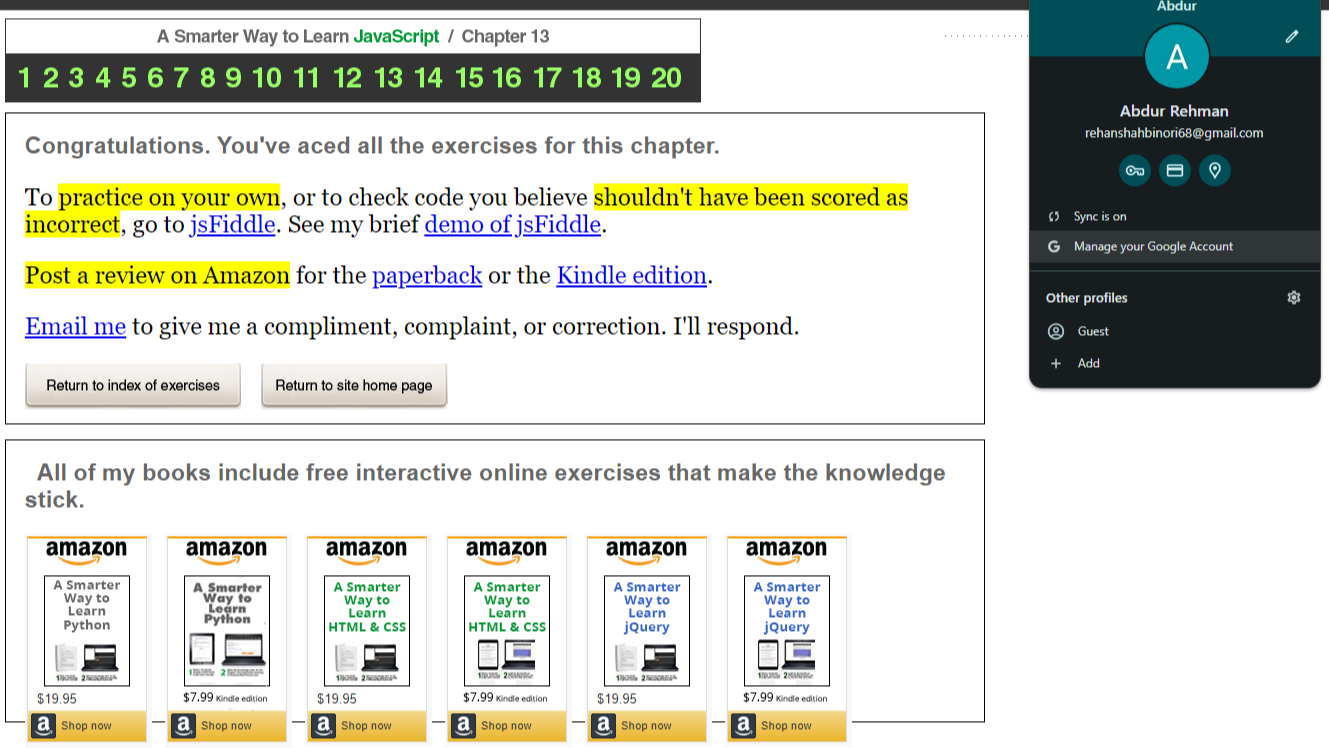 A Smarter Way to Learn JavaScript / Chapter 13
1 2 3 4 5 6 7 8 9 10 11 12 13 14 15 16 17 18 19 20
Congratulations. You've aced all the exercises for this chapter.
To practice on your own, or to check code you believe shouldn't have been scored as
incorrect, go to jsFiddle. See my brief demo of jsFiddle.
Post a review on Amazon for the paperback or the Kindle edition.
Email me to give me a compliment, complaint, or correction. I'll respond.
Return to index of exercises
Return to site home page
All of my books include free interactive online exercises that make the knowledge
stick.
amazon
A Smarter
Way to
Learn
Python
$19.95
a Shop now
amazon
A Smarter
Way to
Learn
Python
$7.99 Kindle edition
a Shop now
amazon
A Smarter
Way to
Learn
HTML & CSS
$19.95
a Shop now
amazon
A Smarter
Way to
Learn
HTML & CSS
$7.99 Kindle edition
a Shop now
amazon
A Smarter
Way to
Learn
jQuery
$19.95
a Shop now
amazon
A Smarter
Way to
Learn
jQuery
$7.99 Kindle edition
a Shop now
Abdur
A
Abdur Rehman
rehanshahbinori68@gmail.com
Sync is on
G Manage your Google Account
Other profiles
Guest
Add